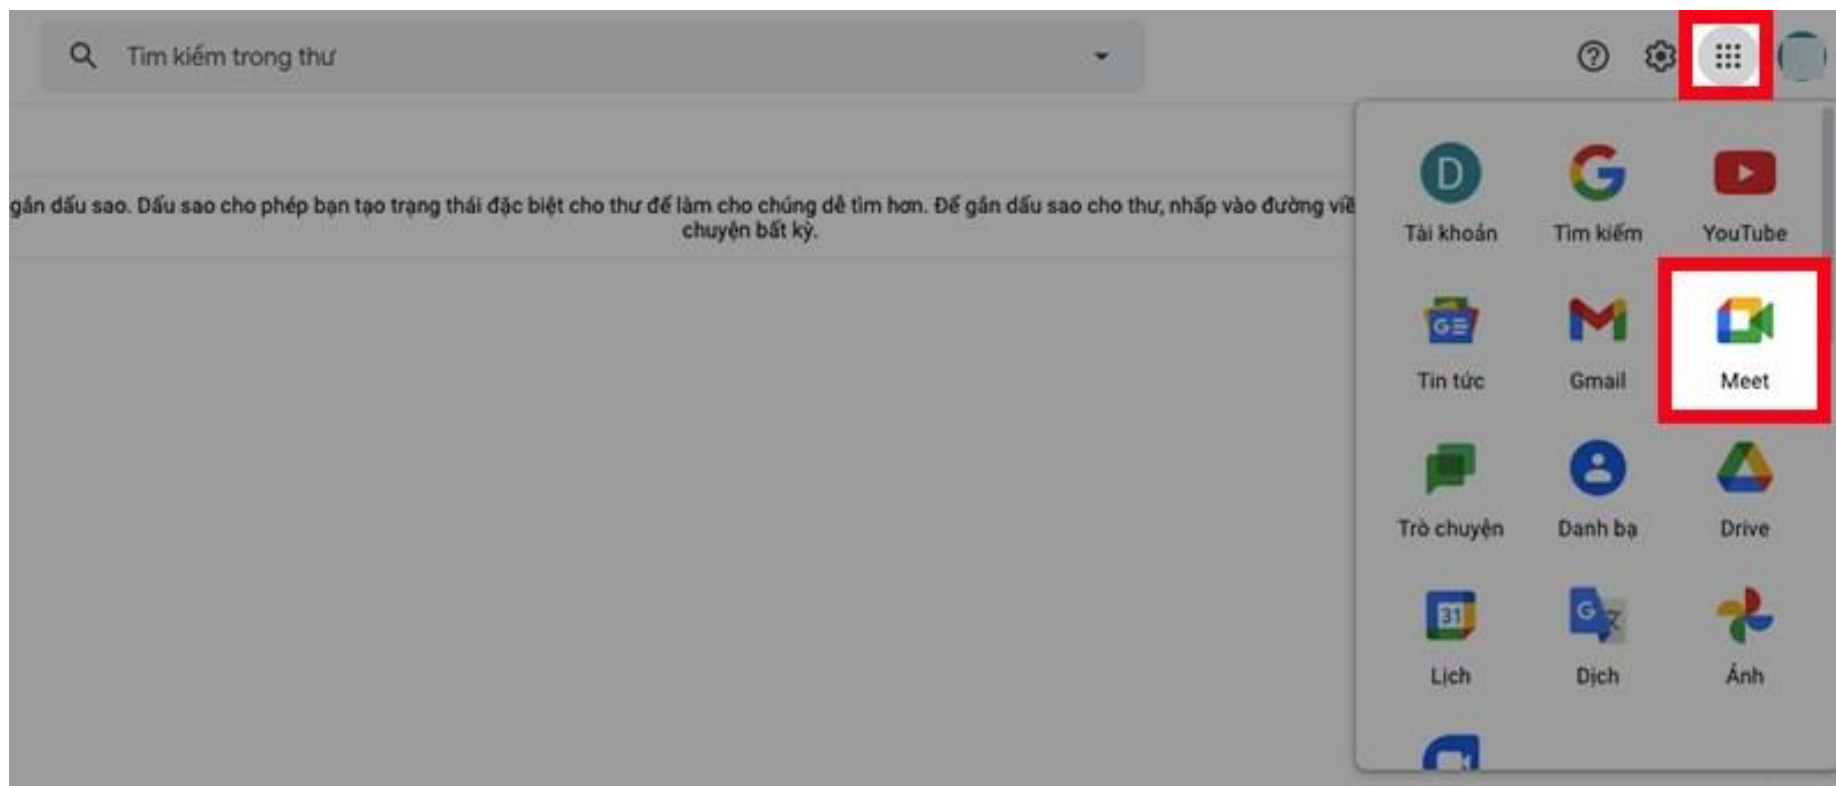 Tìm kiếm trong thư
gắn dấu sao. Dấu sao cho phép bạn tạo trạng thái đặc biệt cho thư để làm cho chúng dễ tìm hơn. Để gắn dấu sao cho thư, nhấp vào đường viề
chuyện bất kỳ.
D
Tài khoản Tìm kiếm YouTube
Tin tức Gmail Meet
Trò chuyện Danh bạ Drive
31
Lịch Dịch Ảnh